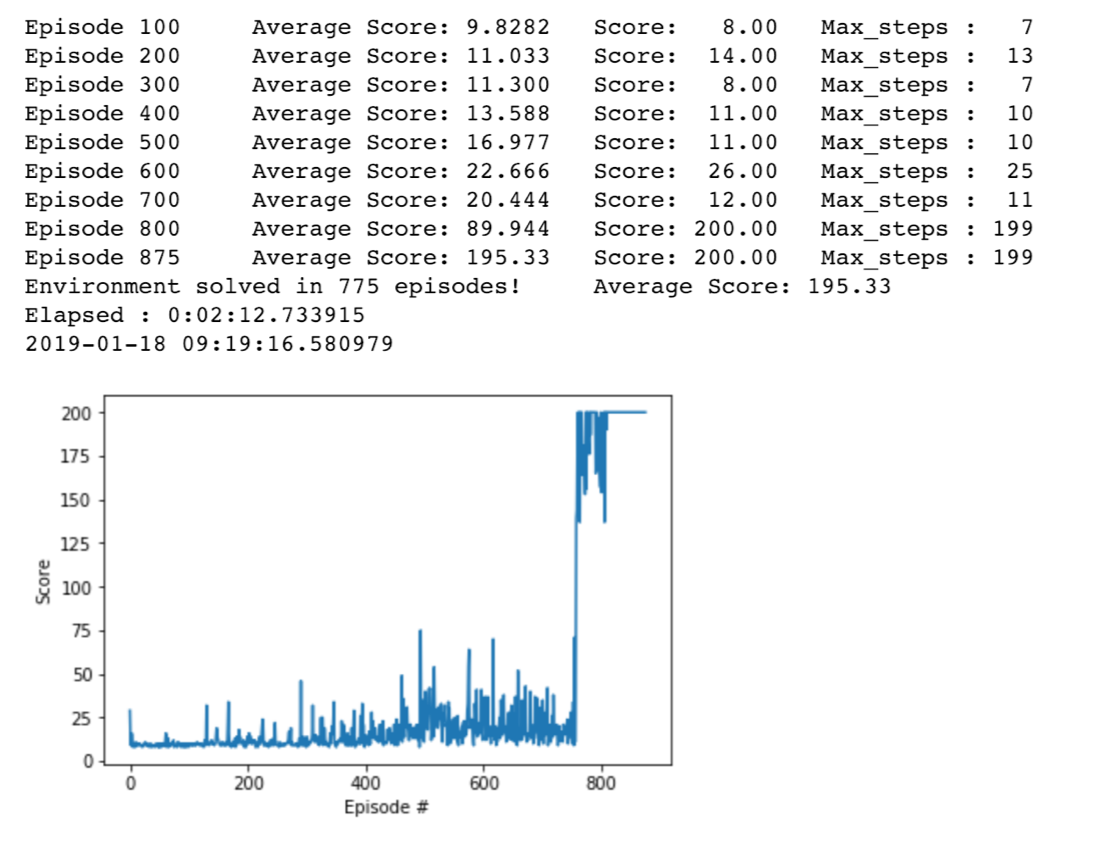 Episode 100 Average Score: 9.8282 Score: 8.00 Max_steps : 7
Episode 200 Average Score: 11.033 Score: 14.00 Max_steps : 13
Episode 300 Average Score: 11.300 Score: 8.00 Max_steps : 7
Episode 400 Average Score: 13.588 Score: 11.00 Max_steps : 10
Episode 500 Average Score: 16.977 Score: 11.00 Max_steps : 10
Episode 600 Average Score: 22.666 Score: 26.00 Max_steps : 25
Episode 700 Average Score: 20.444 Score: 12.00 Max_steps : 11
Episode 800 Average Score: 89.944 Score: 200.00 Max_steps : 199
Episode 875 Average Score: 195.33 Score: 200.00 Max_steps : 199
Environment solved in 775 episodes! Average Score: 195.33
Elapsed : 0:02:12.733915
2019-01-18 09:19:16.580979
200
175
150
125
100
75
50
25
0
Score
0 200 400 600 800
Episode #